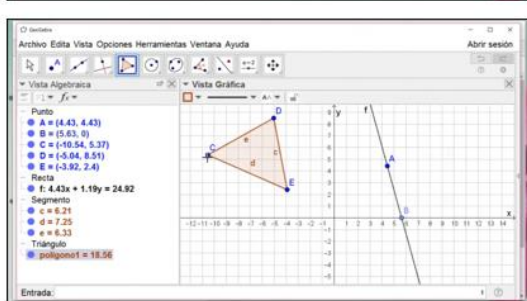 GeoGebra
Archivo Edita Vista Opciones Herramientas Ventana Ayuda
Abrir sesión
Vista Algebraica
Vista Gráfica
Punto
A = (4.43, 4.43)
B = (5.63, 0)
C = (-10.54, 5.37)
D = (-5.04, 8.51)
E = (-3.92, 2.4)
Recta
f: 4.43x + 1.19y = 24.92
Segmento
c = 6.21
d = 7.25
e = 6.33
Triángulo
polígono1 = 18.56
y
f
D
e
C
c
d
E
A
B
x
-12 -11 -10 -9 -8 -7 -6 -5 -4 -3 -2 -1 1 2 3 4 5 6 7 8 9 10 11 12 13 14
Entrada: